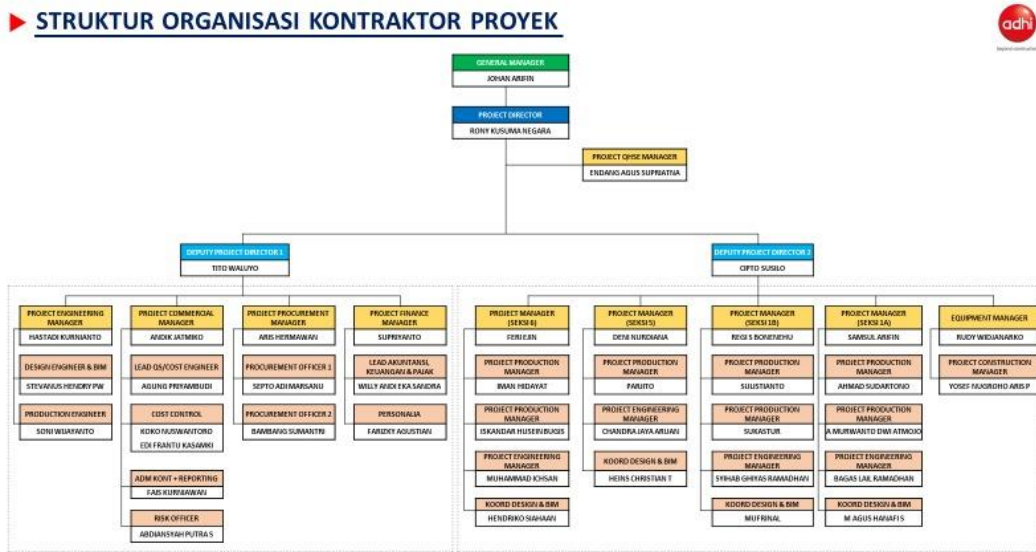 STRUKTUR ORGANISASI KONTRAKTOR PROYEK
adhi
GENERAL MANAGER
JOHAN ARIFIN
PROJECT DIRECTOR
RONY KUSUMA NEGARA
PROJECT QHSE MANAGER
ENDANG AGUS SUPRIATNA
DEPUTY PROJECT DIRECTOR 1
TITO WALUYO
DEPUTY PROJECT DIRECTOR 2
CIPTO SUSILO
PROJECT ENGINEERING
MANAGER
HASTADI KURNIANTO
DESIGN ENGINEER & BIM
STEVANUS HENDRY PW
PRODUCTION ENGINEER
SONI WIJAYANTO
PROJECT COMMERCIAL
MANAGER
ANDIK JATMIKO
LEAD QS/COST ENGINEER
AGUNG PRIYAMBUDI
COST CONTROL
KOKO NUSWANTORO
EDI FRANTU KASAMKI
ADM KONT + REPORTING
FAIS KURNIAWAN
RISK OFFICER
ABDIANSYAH PUTRA S
PROJECT PROCUREMENT
MANAGER
ARIS HERMAWAN
PROCUREMENT OFFICER 1
SEPTO ADI MARSANU
PROCUREMENT OFFICER 2
BAMBANG SUMANTRI
PROJECT FINANCE
MANAGER
SUPRIYANTO
LEAD AKUNTANSI,
KEUANGAN & PAJAK
WILLY ANDI EKA SANDRA
PERSONALIA
FARIZKY AGUSTIAN
PROJECT MANAGER
(SEKSI 6)
FERI EJIN
PROJECT PRODUCTION
MANAGER
IMAN HIDAYAT
PROJECT PRODUCTION
MANAGER
ISKANDAR HUSEIN BUGIS
PROJECT ENGINEERING
MANAGER
MUHAMMAD ICHSAN
KOORD DESIGN & BIM
HENDRIKO SIAHAAN
PROJECT MANAGER
(SEKSI 5)
DENI NURDIANA
PROJECT PRODUCTION
MANAGER
PARJITO
PROJECT ENGINEERING
MANAGER
CHANDRA JAYA ARUAN
KOORD DESIGN & BIM
HEINS CHRISTIAN T
PROJECT MANAGER
(SEKSI 1B)
REGI S BONENEHU
PROJECT PRODUCTION
MANAGER
SULISTIANTO
PROJECT PRODUCTION
MANAGER
SUKASTUR
PROJECT ENGINEERING
MANAGER
SYIHAB GHIYAS RAMADHAN
KOORD DESIGN & BIM
MUFRINAL
PROJECT MANAGER
(SEKSI 1A)
SAMSUL ARIFIN
PROJECT PRODUCTION
MANAGER
AHMAD SUDARTONO
PROJECT PRODUCTION
MANAGER
A MURWANTO DWI ATMOJO
PROJECT ENGINEERING
MANAGER
BAGAS LAIL RAMADHAN
KOORD DESIGN & BIM
M AGUS HANAFI S
EQUIPMENT MANAGER
RUDY WIDJANARKO
PROJECT CONSTRUCTION
MANAGER
YOSEF NUGROHO ARIS P